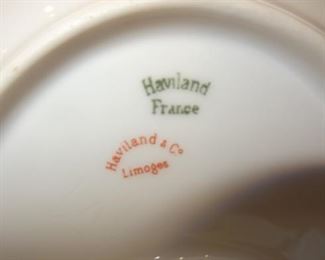 Haviland
France
Haviland & Co
Limoges